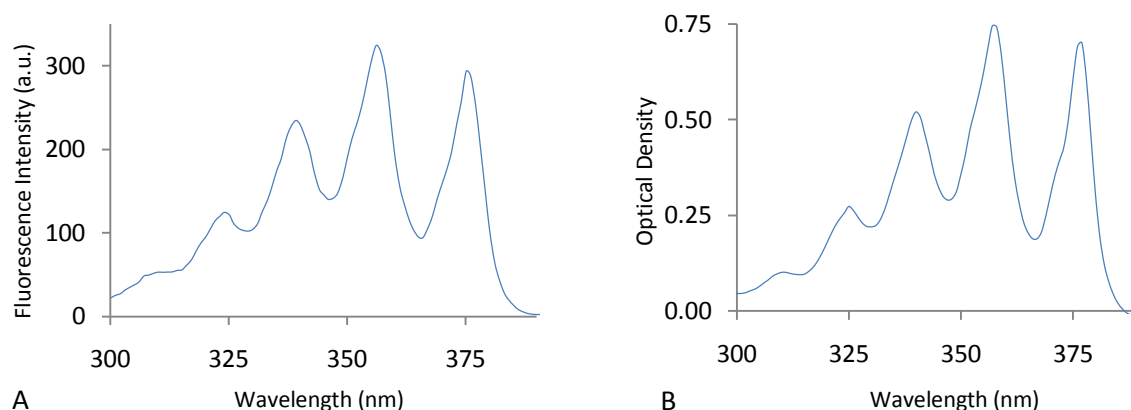 Fluorescence Intensity (a.u.)
300
200
100
0
300 325 350 375
Wavelength (nm)
A
Optical Density
0.75
0.50
0.25
0.00
300 325 350 375
Wavelength (nm)
B